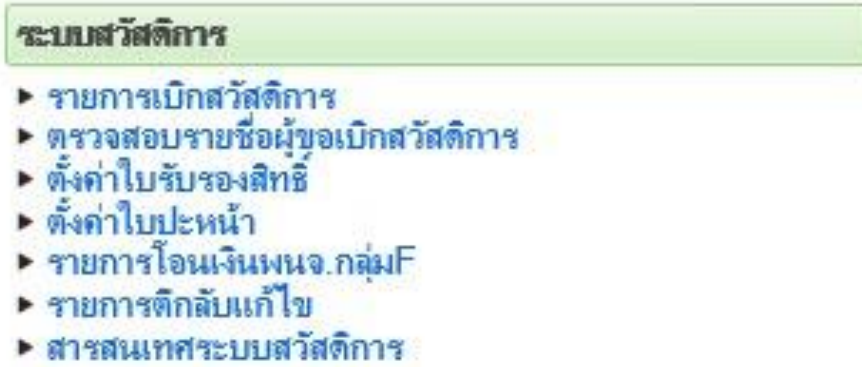 ระบบสวัสดิการ
รายการเบิกสวัสดิการ
ตรวจสอบรายชื่อผู้ขอเบิกสวัสดิการ
ตั้งค่าใบรับรองสิทธิ์
ตั้งค่าใบปะหน้า
รายการโอนเงินพนจ.กลุ่มF
รายการตีกลับแก้ไข
สารสนเทศระบบสวัสดิการ